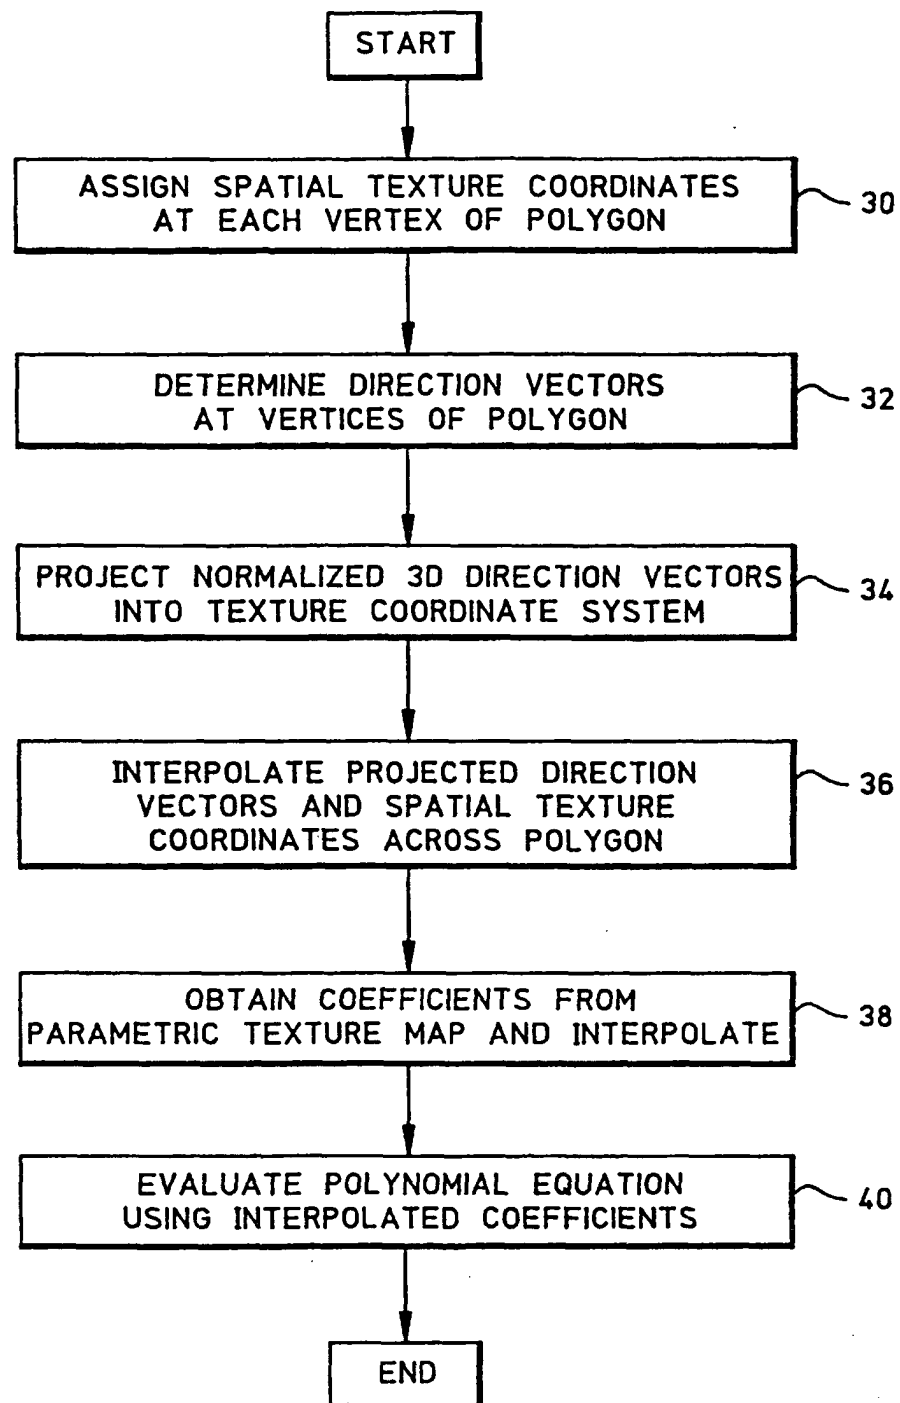 START
ASSIGN SPATIAL TEXTURE COORDINATES
AT EACH VERTEX OF POLYGON
30
DETERMINE DIRECTION VECTORS
AT VERTICES OF POLYGON
32
PROJECT NORMALIZED 3D DIRECTION VECTORS
INTO TEXTURE COORDINATE SYSTEM
34
INTERPOLATE PROJECTED DIRECTION
VECTORS AND SPATIAL TEXTURE
COORDINATES ACROSS POLYGON
36
OBTAIN COEFFICIENTS FROM
PARAMETRIC TEXTURE MAP AND INTERPOLATE
38
EVALUATE POLYNOMIAL EQUATION
USING INTERPOLATED COEFFICIENTS
40
END